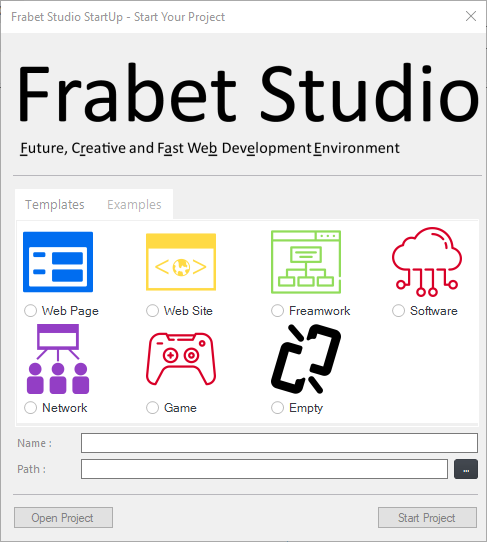 Frabet Studio StartUp - Start Your Project
Frabet Studio
Future, Creative and Fast Web Development Environment
Templates Examples
Web Page Web Site Freamwork Software
Network Game Empty
Name :
Path : ...
Open Project Start Project